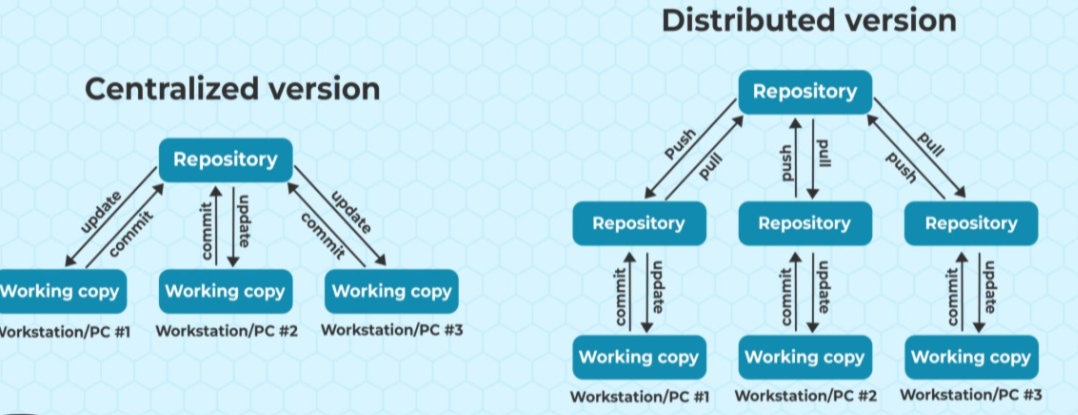 Distributed version
Centralized version
Repository
update
commit
commit
update
update
commit
Working copy
Working copy
Working copy
Workstation/PC #1
Workstation/PC #2
Workstation/PC #3
Repository
Push
pull
push
pull
pull
push
Repository
Repository
Repository
commit
update
commit
update
commit
update
Working copy
Working copy
Working copy
Workstation/PC #1
Workstation/PC #2
Workstation/PC #3